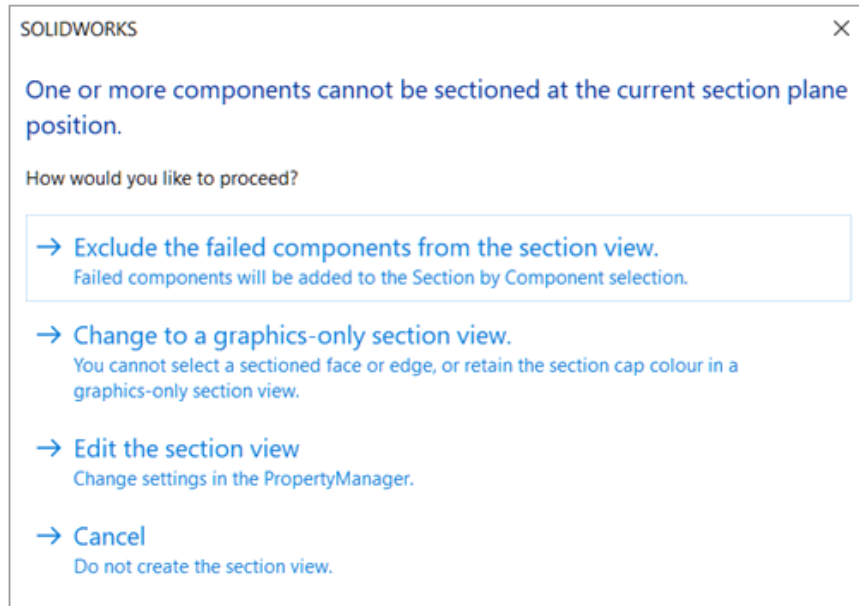 SOLIDWORKS
One or more components cannot be sectioned at the current section plane
position.
How would you like to proceed?
→ Exclude the failed components from the section view.
Failed components will be added to the Section by Component selection.
→ Change to a graphics-only section view.
You cannot select a sectioned face or edge, or retain the section cap colour in a
graphics-only section view.
→ Edit the section view
Change settings in the PropertyManager.
→ Cancel
Do not create the section view.